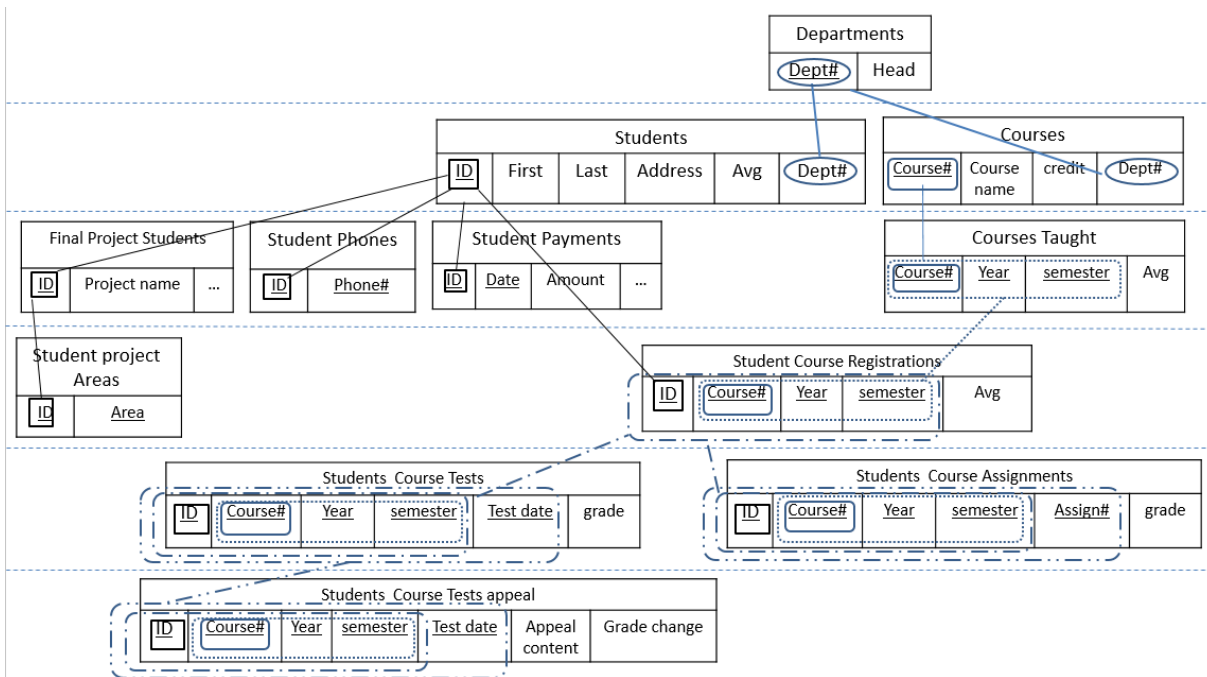 Departments
Dept# Head
Students
ID First Last Address Avg Dept#
Courses
Course# Course name credit Dept#
Final Project Students
ID Project name ...
Student Phones
ID Phone#
Student Payments
ID Date Amount ...
Courses Taught
Course# Year semester Avg
Student project
Areas
ID Area
Student Course Registrations
ID Course# Year semester Avg
Students Course Tests
ID Course# Year semester Test date grade
Students Course Assignments
ID Course# Year semester Assign# grade
Students Course Tests appeal
ID Course# Year semester Test date Appeal content Grade change